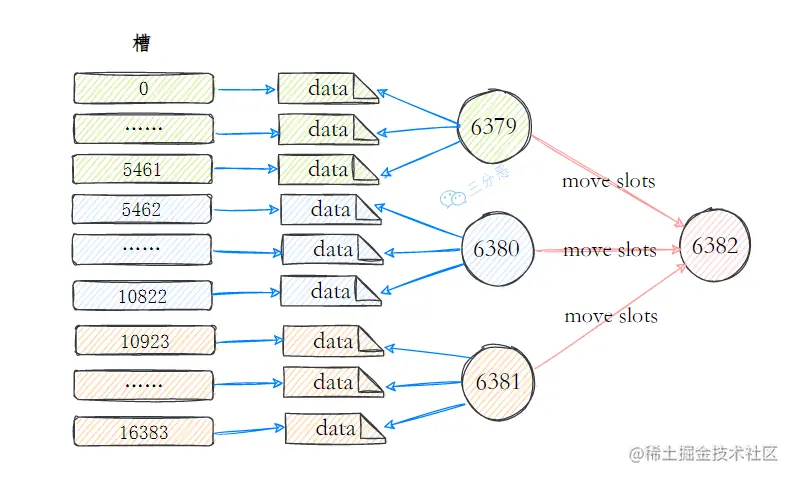 槽
0
data
……
data
5461
data
6379
三分恶
move slots
5462
data
……
data
6380
move slots
6382
10822
data
move slots
10923
data
……
data
6381
16383
data
@稀土掘金技术社区